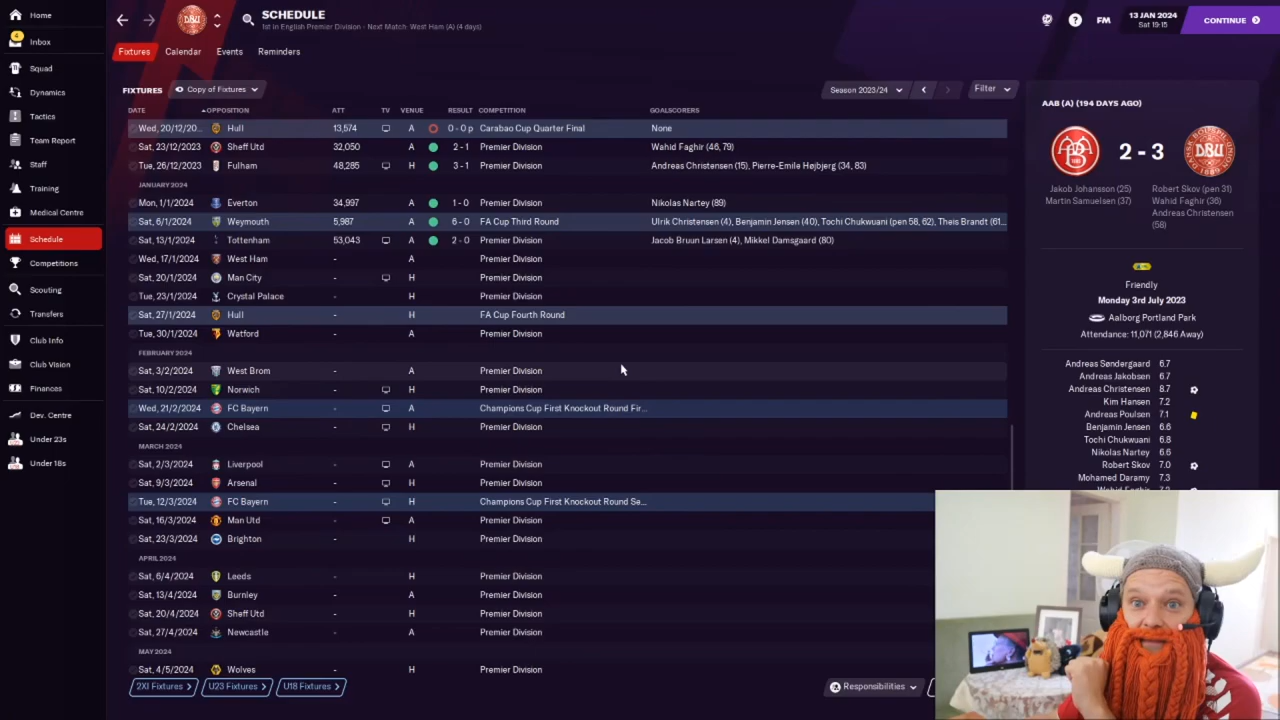 Home
4
Inbox
Squad
Dynamics
Tactics
Team Report
Staff
Training
Medical Centre
Schedule
Competitions
Scouting
Transfers
Club Info
Club Vision
Finances
Dev. Centre
Under 23s
Under 18s
DBU
SCHEDULE
1st in English Premier Division - Next Match: West Ham (A) (4 days)
FM
13 JAN 2024
Sat 19:15
CONTINUE
Fixtures Calendar Events Reminders
FIXTURES Copy of Fixtures
Season 2023/24
Filter
DATE OPPOSITION ATT TV VENUE RESULT COMPETITION GOALSCORERS
Wed, 20/12/20... Hull 13,574 A 0 - 0 p Carabao Cup Quarter Final None
Sat, 23/12/2023 Sheff Utd 32,050 A 2 - 1 Premier Division Wahid Faghir (46, 79)
Tue, 26/12/2023 Fulham 48,285 H 3 - 1 Premier Division Andreas Christensen (15), Pierre-Emile Højbjerg (34, 83)
JANUARY 2024
Mon, 1/1/2024 Everton 34,997 A 1 - 0 Premier Division Nikolas Nartey (89)
Sat, 6/1/2024 Weymouth 5,987 A 6 - 0 FA Cup Third Round Ulrik Christensen (4), Benjamin Jensen (40), Tochi Chukwuani (pen 58, 62), Theis Brandt (61...
Sat, 13/1/2024 Tottenham 53,043 A 2 - 0 Premier Division Jacob Bruun Larsen (4), Mikkel Damsgaard (80)
Wed, 17/1/2024 West Ham - A Premier Division
Sat, 20/1/2024 Man City - H Premier Division
Tue, 23/1/2024 Crystal Palace - H Premier Division
Sat, 27/1/2024 Hull - H FA Cup Fourth Round
Tue, 30/1/2024 Watford - A Premier Division
FEBRUARY 2024
Sat, 3/2/2024 West Brom - A Premier Division
Sat, 10/2/2024 Norwich - H Premier Division
Wed, 21/2/2024 FC Bayern - A Champions Cup First Knockout Round Fir...
Sat, 24/2/2024 Chelsea - H Premier Division
MARCH 2024
Sat, 2/3/2024 Liverpool - A Premier Division
Sat, 9/3/2024 Arsenal - H Premier Division
Tue, 12/3/2024 FC Bayern - H Champions Cup First Knockout Round Se...
Sat, 16/3/2024 Man Utd - A Premier Division
Sat, 23/3/2024 Brighton - H Premier Division
APRIL 2024
Sat, 6/4/2024 Leeds - H Premier Division
Sat, 13/4/2024 Burnley - A Premier Division
Sat, 20/4/2024 Sheff Utd - H Premier Division
Sat, 27/4/2024 Newcastle - A Premier Division
MAY 2024
Sat, 4/5/2024 Wolves - H Premier Division
2XI Fixtures U23 Fixtures U18 Fixtures
Responsibilities
AAB (A) (194 DAYS AGO)
2 - 3
DBU
Jakob Johansson (25)
Martin Samuelsen (37)
Robert Skov (pen 31)
Wahid Faghir (36)
Andreas Christensen
(58)
Friendly
Monday 3rd July 2023
Aalborg Portland Park
Attendance: 11,071 (2,846 Away)
Andreas Søndergaard 6.7
Andreas Jakobsen 6.7
Andreas Christensen 8.7
Kim Hansen 7.2
Andreas Poulsen 7.1
Benjamin Jensen 6.6
Tochi Chukwuani 6.8
Nikolas Nartey 6.6
Robert Skov 7.0
Mohamed Daramy 7.3